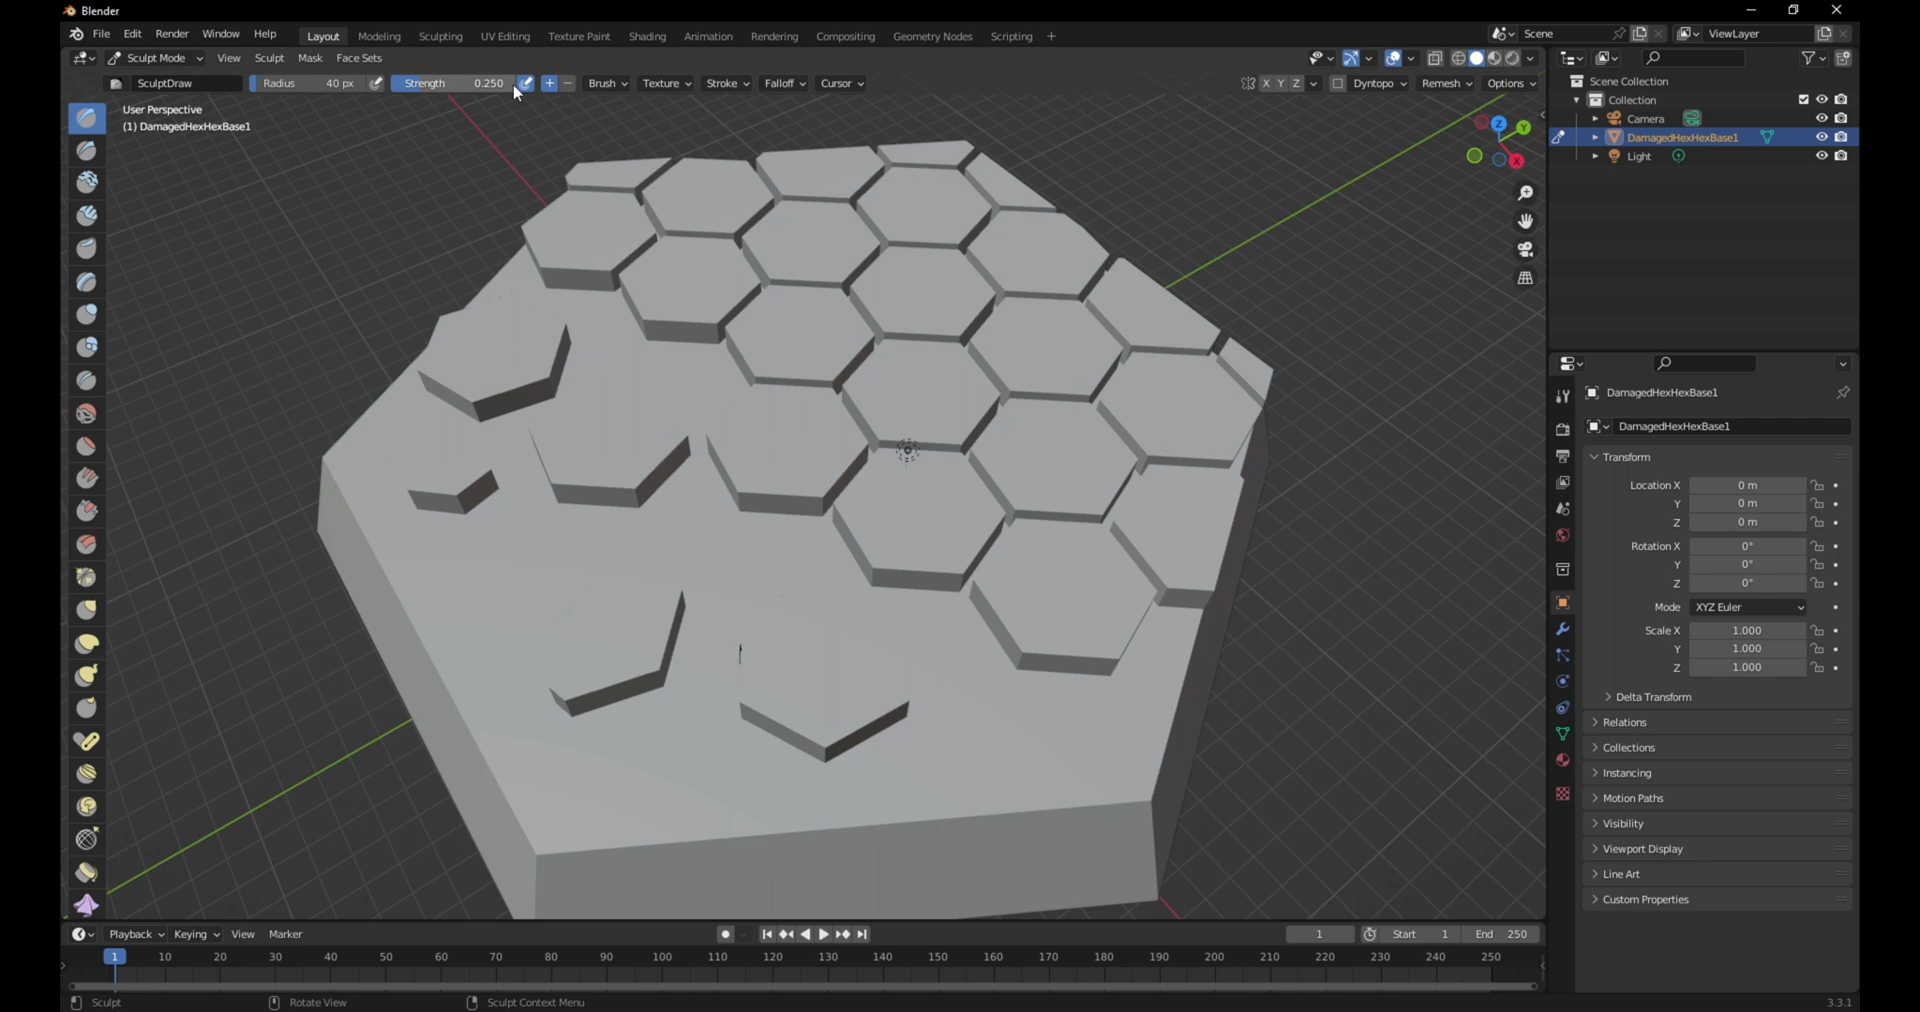 Blender
File Edit Render Window Help Layout Modeling Sculpting UV Editing Texture Paint Shading Animation Rendering Compositing Geometry Nodes Scripting + Scene ViewLayer
Sculpt Mode View Sculpt Mask Face Sets
SculptDraw Radius 40 px Strength 0.250 + − Brush Texture Stroke Falloff Cursor X Y Z Dyntopo Remesh Options
User Perspective
(1) DamagedHexHexBase1
Z Y X
Scene Collection
Collection
Camera
DamagedHexHexBase1
Light
DamagedHexHexBase1
DamagedHexHexBase1
Transform
Location X 0 m
Y 0 m
Z 0 m
Rotation X 0°
Y 0°
Z 0°
Mode XYZ Euler
Scale X 1.000
Y 1.000
Z 1.000
Delta Transform
Relations
Collections
Instancing
Motion Paths
Visibility
Viewport Display
Line Art
Custom Properties
Playback Keying View Marker 1 Start 1 End 250
1 10 20 30 40 50 60 70 80 90 100 110 120 130 140 150 160 170 180 190 200 210 220 230 240 250
Sculpt Rotate View Sculpt Context Menu 3.3.1